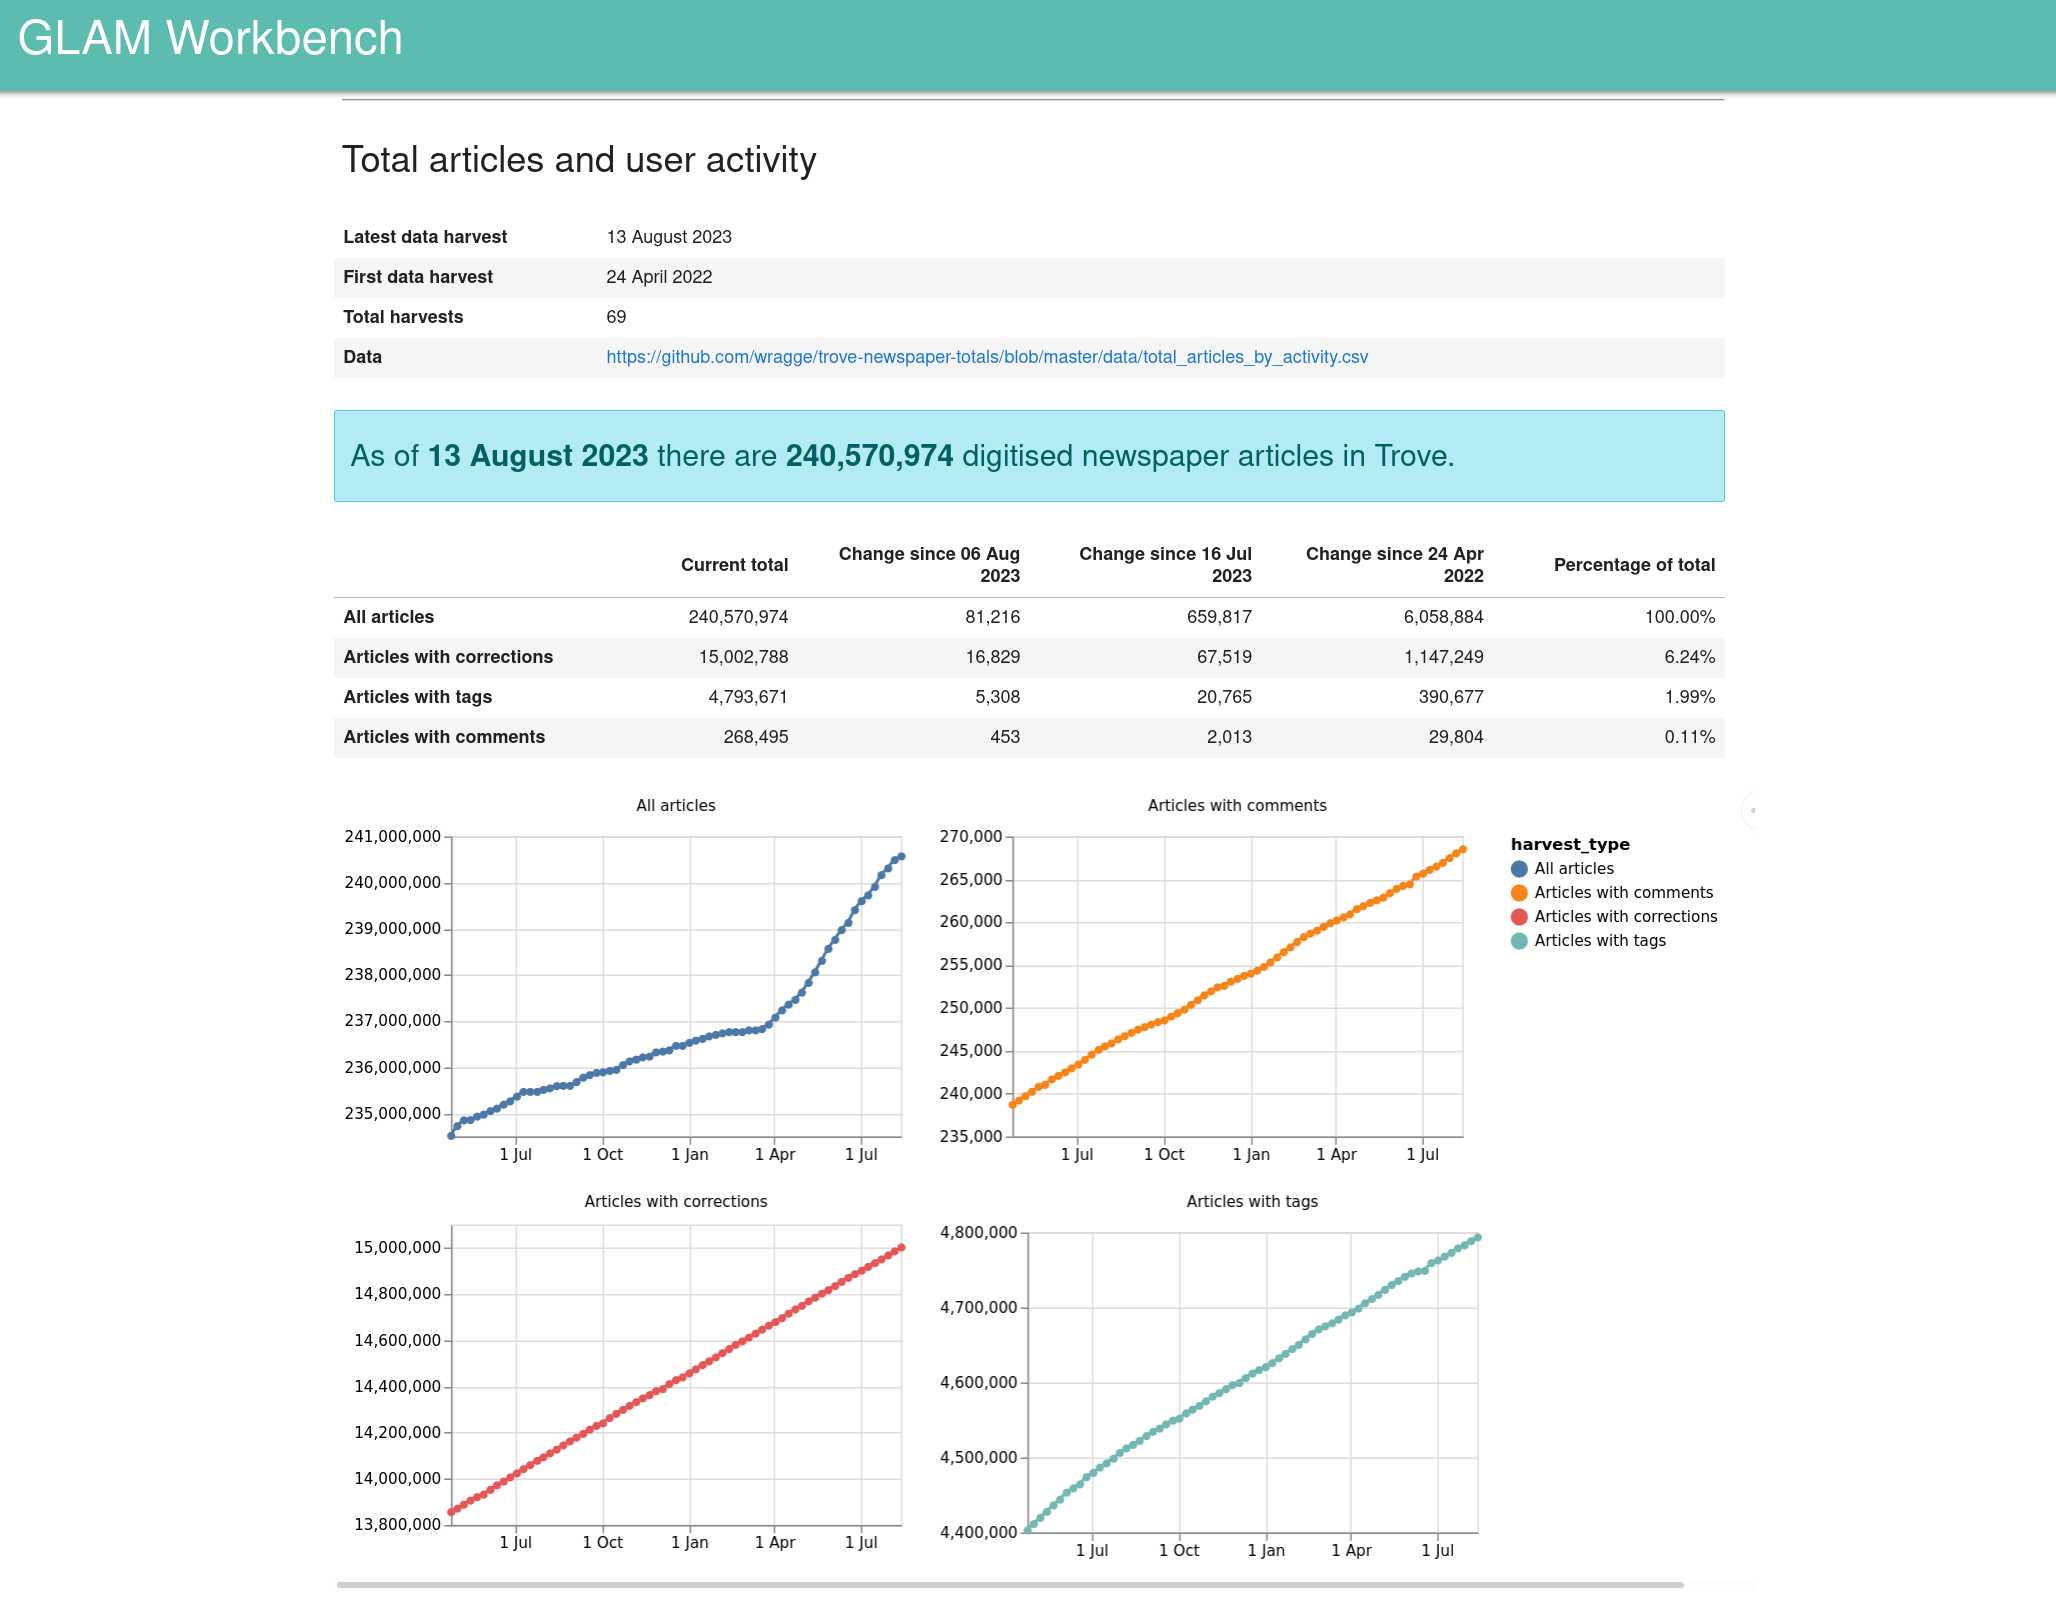 GLAM Workbench
Total articles and user activity
Latest data harvest 13 August 2023
First data harvest 24 April 2022
Total harvests 69
Data https://github.com/wragge/trove-newspaper-totals/blob/master/data/total_articles_by_activity.csv
As of 13 August 2023 there are 240,570,974 digitised newspaper articles in Trove.
Current total Change since 06 Aug 2023 Change since 16 Jul 2023 Change since 24 Apr 2022 Percentage of total
All articles 240,570,974 81,216 659,817 6,058,884 100.00%
Articles with corrections 15,002,788 16,829 67,519 1,147,249 6.24%
Articles with tags 4,793,671 5,308 20,765 390,677 1.99%
Articles with comments 268,495 453 2,013 29,804 0.11%
All articles
241,000,000
240,000,000
239,000,000
238,000,000
237,000,000
236,000,000
235,000,000
1 Jul 1 Oct 1 Jan 1 Apr 1 Jul
Articles with comments
270,000
265,000
260,000
255,000
250,000
245,000
240,000
235,000
1 Jul 1 Oct 1 Jan 1 Apr 1 Jul
harvest_type
All articles
Articles with comments
Articles with corrections
Articles with tags
Articles with corrections
15,000,000
14,800,000
14,600,000
14,400,000
14,200,000
14,000,000
13,800,000
1 Jul 1 Oct 1 Jan 1 Apr 1 Jul
Articles with tags
4,800,000
4,700,000
4,600,000
4,500,000
4,400,000
1 Jul 1 Oct 1 Jan 1 Apr 1 Jul